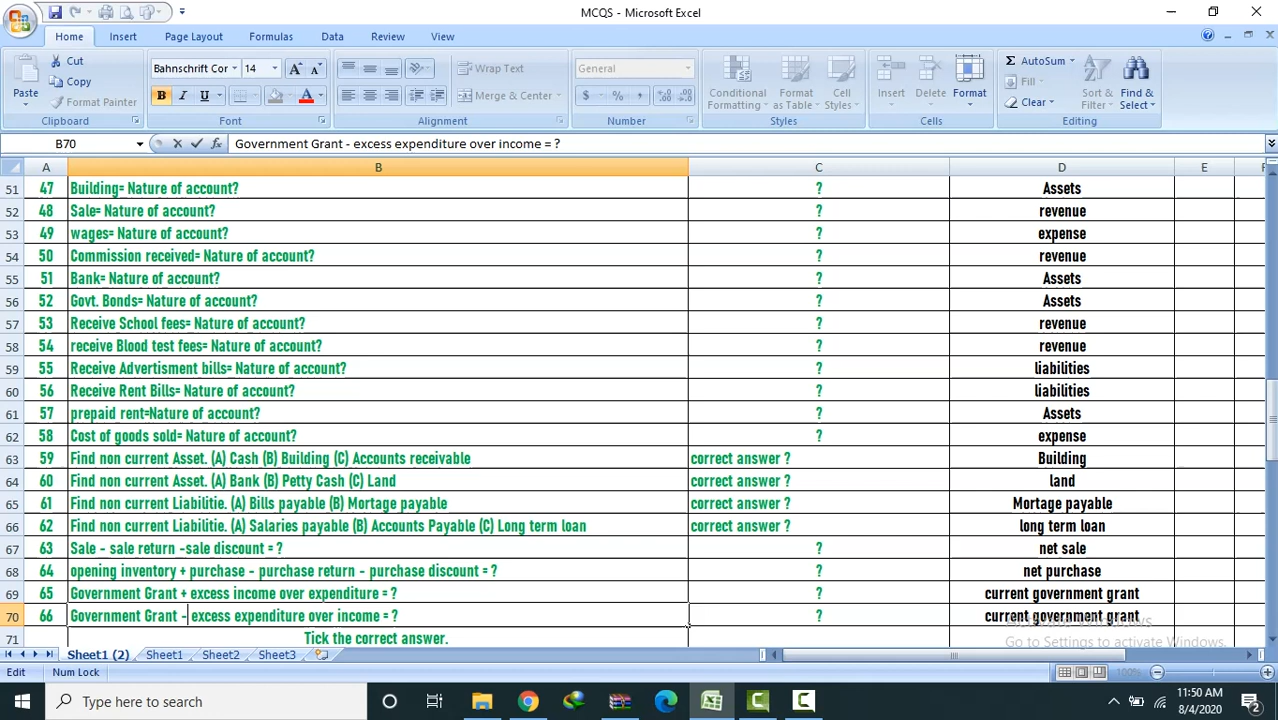 MCQS - Microsoft Excel
Home Insert Page Layout Formulas Data Review View
Paste Cut Copy Format Painter Clipboard
Bahnschrift Cor 14 B I U A Font
Wrap Text Merge & Center Alignment
General $ % , Number
Conditional Formatting Format as Table Cell Styles Styles
Insert Delete Format Cells
Σ AutoSum Fill Clear Sort & Filter Find & Select Editing
B70 fx Government Grant - excess expenditure over income = ?
A B C D E F
51 47 Building= Nature of account? ? Assets
52 48 Sale= Nature of account? ? revenue
53 49 wages= Nature of account? ? expense
54 50 Commission received= Nature of account? ? revenue
55 51 Bank= Nature of account? ? Assets
56 52 Govt. Bonds= Nature of account? ? Assets
57 53 Receive School fees= Nature of account? ? revenue
58 54 receive Blood test fees= Nature of account? ? revenue
59 55 Receive Advertisment bills= Nature of account? ? liabilities
60 56 Receive Rent Bills= Nature of account? ? liabilities
61 57 prepaid rent=Nature of account? ? Assets
62 58 Cost of goods sold= Nature of account? ? expense
63 59 Find non current Asset. (A) Cash (B) Building (C) Accounts receivable correct answer ? Building
64 60 Find non current Asset. (A) Bank (B) Petty Cash (C) Land correct answer ? land
65 61 Find non current Liabilitie. (A) Bills payable (B) Mortage payable correct answer ? Mortage payable
66 62 Find non current Liabilitie. (A) Salaries payable (B) Accounts Payable (C) Long term loan correct answer ? long term loan
67 63 Sale - sale return -sale discount = ? ? net sale
68 64 opening inventory + purchase - purchase return - purchase discount = ? ? net purchase
69 65 Government Grant + excess income over expenditure = ? ? current government grant
70 66 Government Grant - excess expenditure over income = ? ? current government grant
71 Tick the correct answer.
Activate Windows
Go to Settings to activate Windows.
Sheet1 (2) Sheet1 Sheet2 Sheet3
Edit Num Lock 100%
Type here to search 11:50 AM
8/4/2020 2